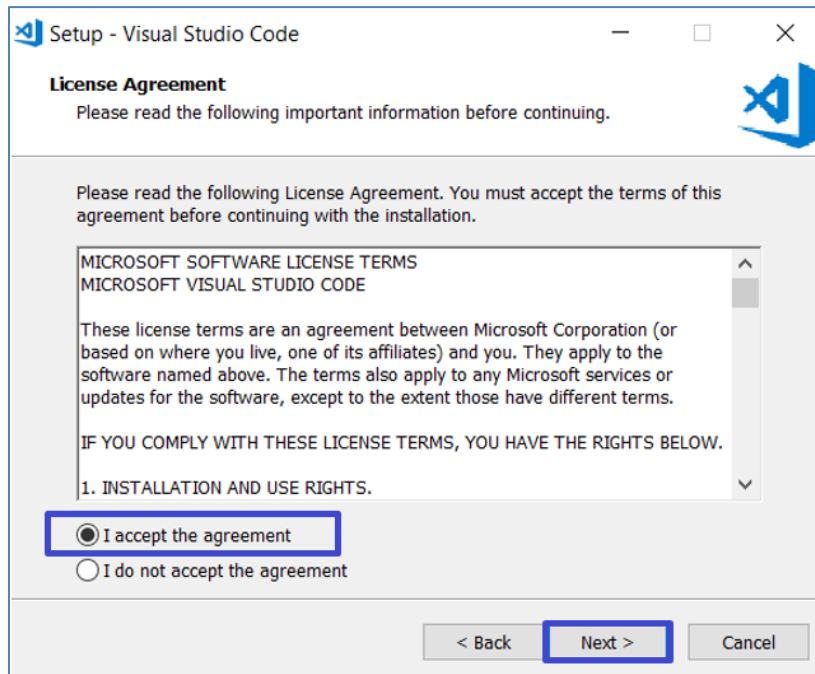 Setup - Visual Studio Code
License Agreement
Please read the following important information before continuing.
Please read the following License Agreement. You must accept the terms of this
agreement before continuing with the installation.
MICROSOFT SOFTWARE LICENSE TERMS
MICROSOFT VISUAL STUDIO CODE
These license terms are an agreement between Microsoft Corporation (or
based on where you live, one of its affiliates) and you. They apply to the
software named above. The terms also apply to any Microsoft services or
updates for the software, except to the extent those have different terms.
IF YOU COMPLY WITH THESE LICENSE TERMS, YOU HAVE THE RIGHTS BELOW.
1. INSTALLATION AND USE RIGHTS.
I accept the agreement
I do not accept the agreement
< Back Next > Cancel